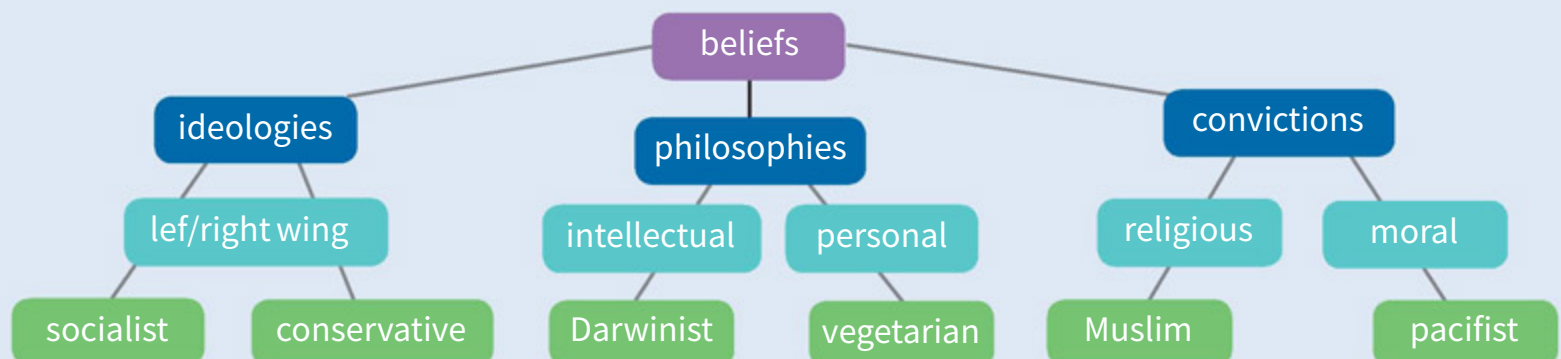 beliefs
ideologies
philosophies
convictions
lef/right wing
intellectual
personal
religious
moral
socialist
conservative
Darwinist
vegetarian
Muslim
pacifist